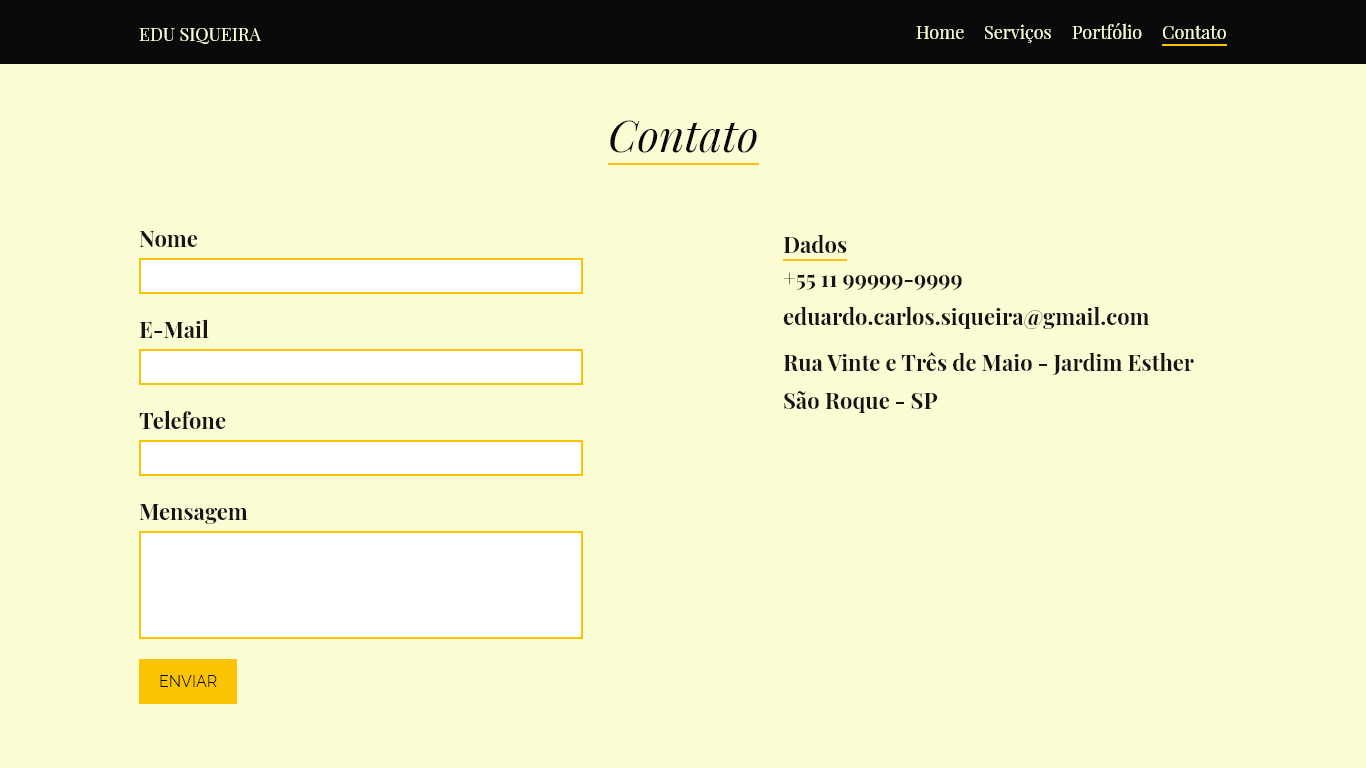 EDU SIQUEIRA
Home Serviços Portfólio Contato
Contato
Nome
E-Mail
Telefone
Mensagem
ENVIAR
Dados
+55 11 99999-9999
eduardo.carlos.siqueira@gmail.com
Rua Vinte e Três de Maio - Jardim Esther
São Roque - SP